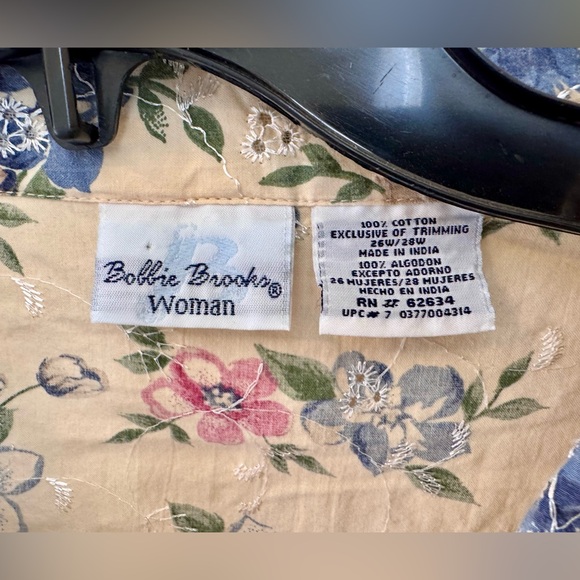 Bobbie Brooks®
Woman
100% COTTON
EXCLUSIVE OF TRIMMING
26W/28W
MADE IN INDIA
100% ALGODON
EXCEPTO ADORNO
26 MUJERES/28 MUJERES
HECHO EN INDIA
RN # 62634
UPC# 7 0377004314